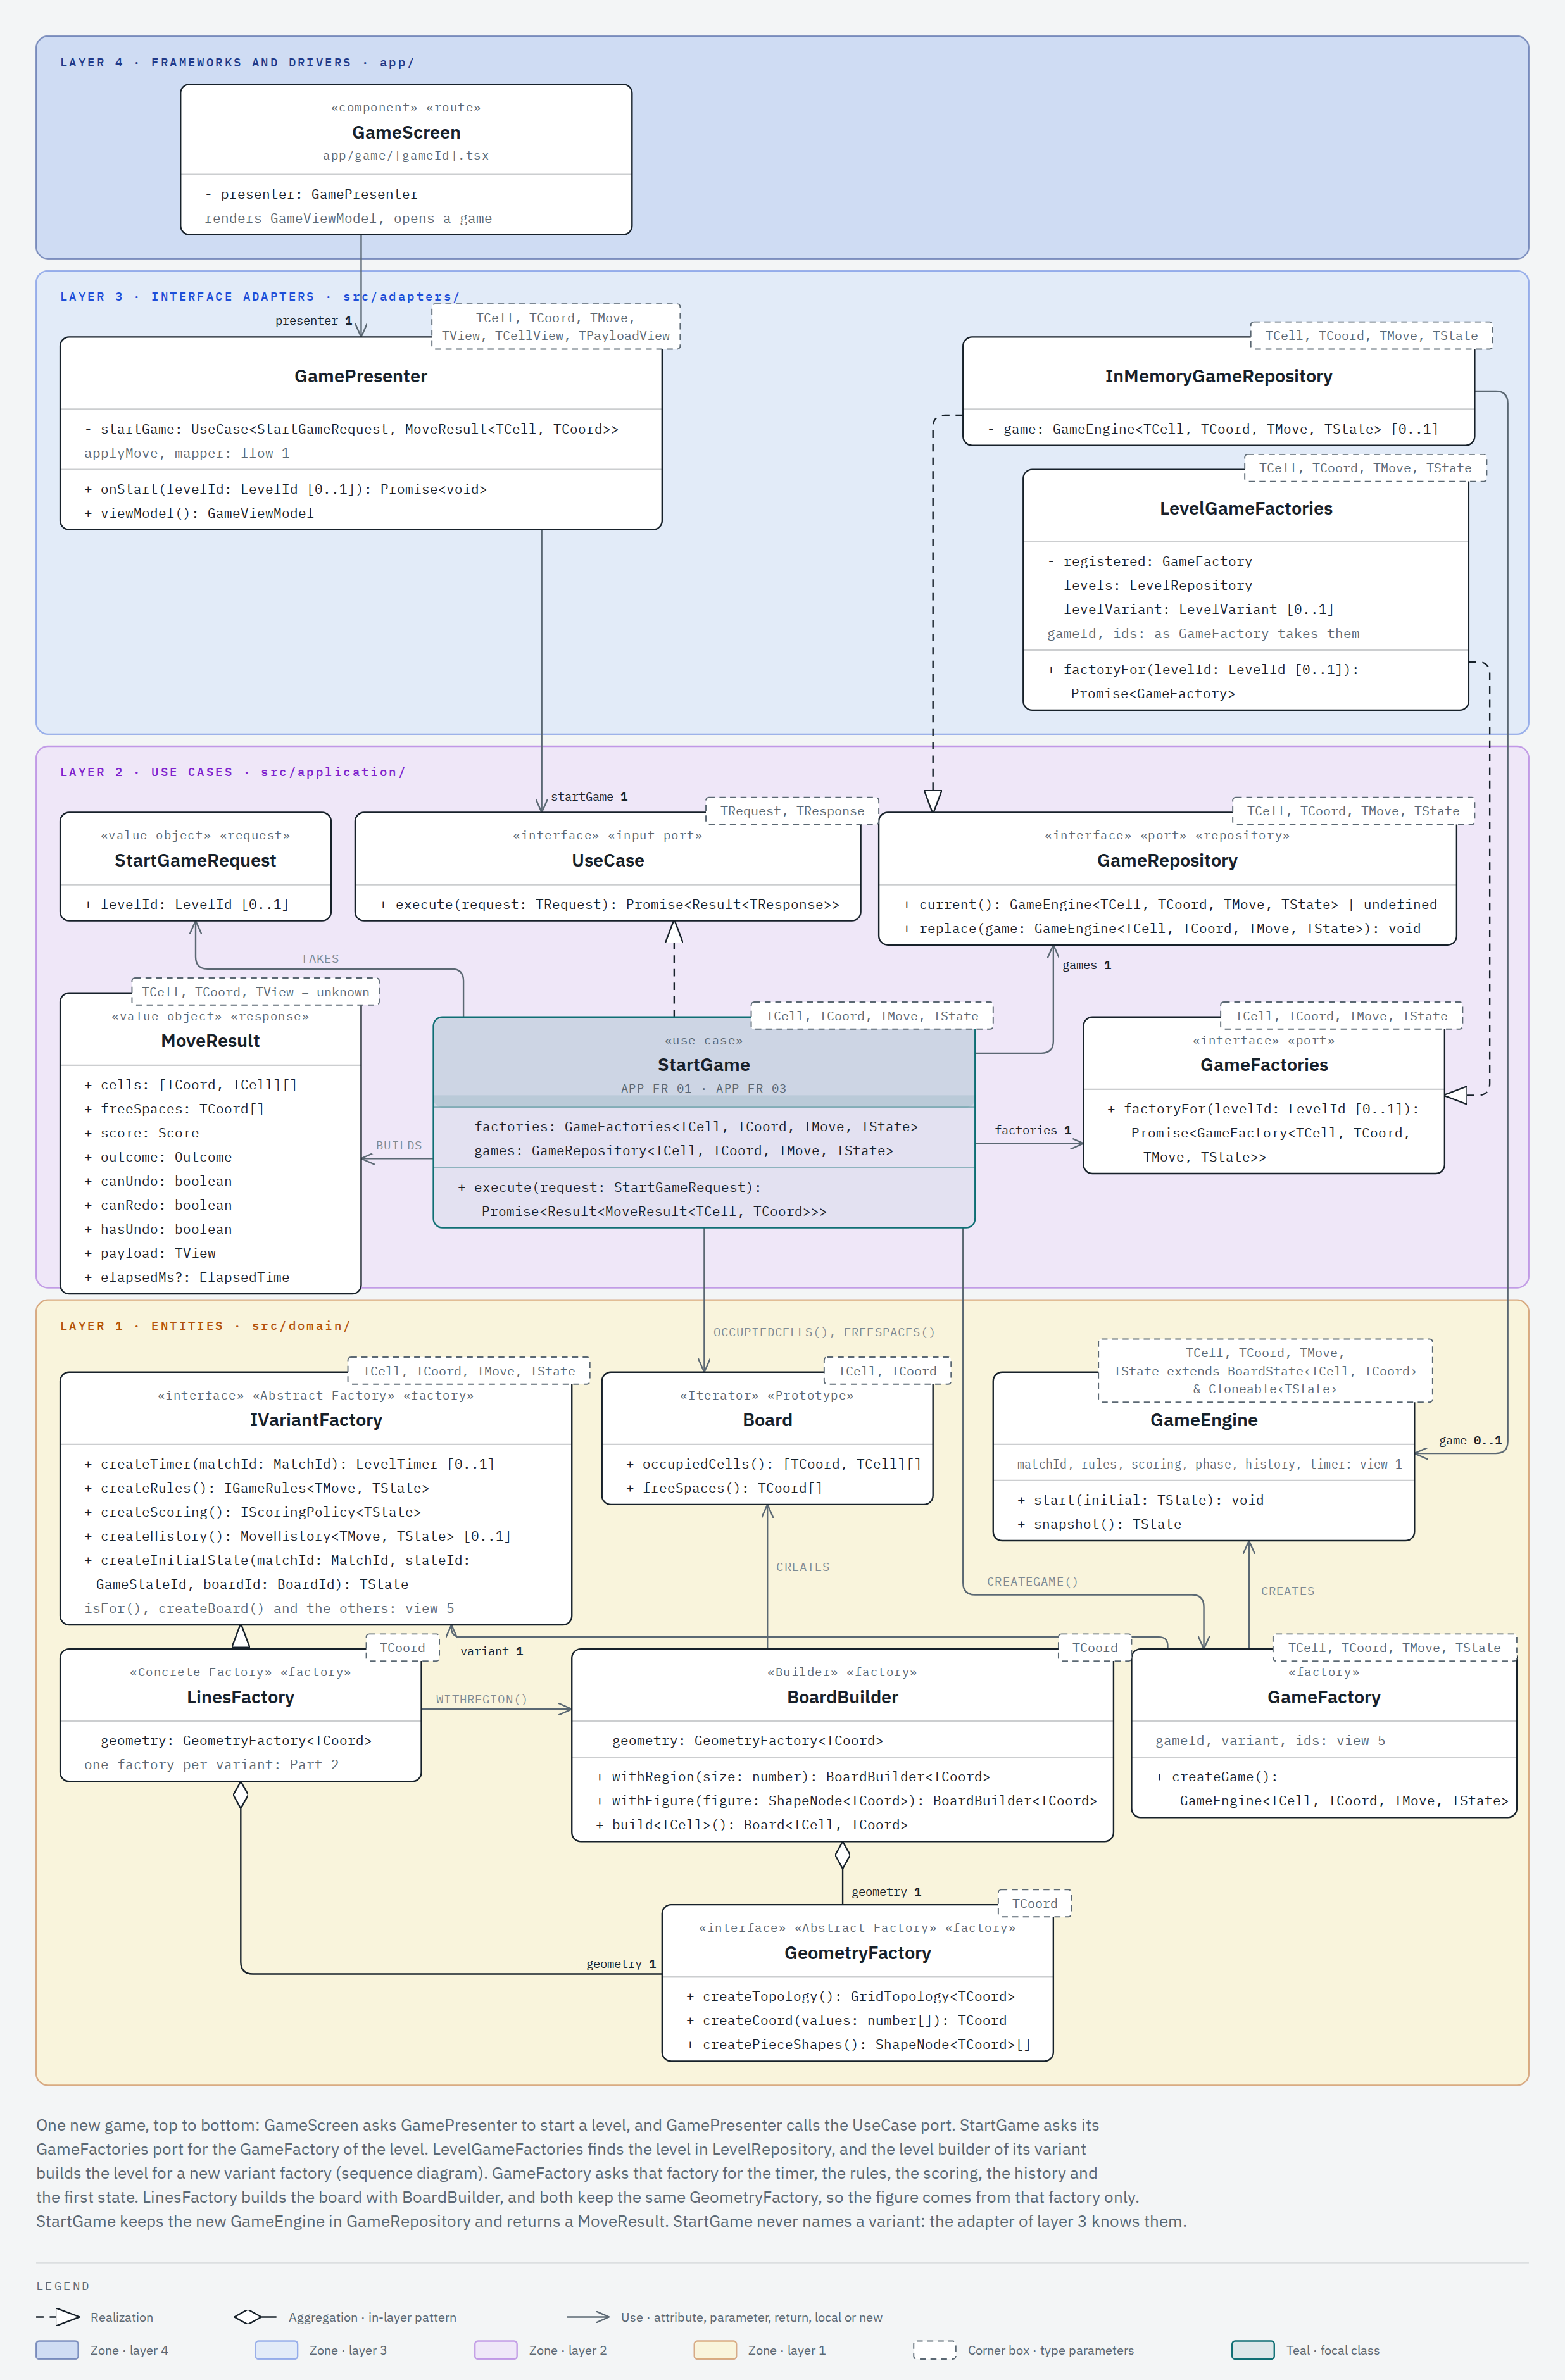 LAYER 4 · FRAMEWORKS AND DRIVERS · app/
«component» «route»
GameScreen
app/game/[gameId].tsx
- presenter: GamePresenter
renders GameViewModel, opens a game
LAYER 3 · INTERFACE ADAPTERS · src/adapters/
presenter 1
TCell, TCoord, TMove,
TView, TCellView, TPayloadView
GamePresenter
- startGame: UseCase<StartGameRequest, MoveResult<TCell, TCoord>>
applyMove, mapper: flow 1
+ onStart(levelId: LevelId [0..1]): Promise<void>
+ viewModel(): GameViewModel
TCell, TCoord, TMove, TState
InMemoryGameRepository
- game: GameEngine<TCell, TCoord, TMove, TState> [0..1]
TCell, TCoord, TMove, TState
LevelGameFactories
- registered: GameFactory
- levels: LevelRepository
- levelVariant: LevelVariant [0..1]
gameId, ids: as GameFactory takes them
+ factoryFor(levelId: LevelId [0..1]):
Promise<GameFactory>
LAYER 2 · USE CASES · src/application/
startGame 1
«value object» «request»
StartGameRequest
+ levelId: LevelId [0..1]
TRequest, TResponse
«interface» «input port»
UseCase
+ execute(request: TRequest): Promise<Result<TResponse>>
TCell, TCoord, TMove, TState
«interface» «port» «repository»
GameRepository
+ current(): GameEngine<TCell, TCoord, TMove, TState> | undefined
+ replace(game: GameEngine<TCell, TCoord, TMove, TState>): void
TAKES
games 1
TCell, TCoord, TView = unknown
«value object» «response»
MoveResult
+ cells: [TCoord, TCell][]
+ freeSpaces: TCoord[]
+ score: Score
+ outcome: Outcome
+ canUndo: boolean
+ canRedo: boolean
+ hasUndo: boolean
+ payload: TView
+ elapsedMs?: ElapsedTime
BUILDS
TCell, TCoord, TMove, TState
«use case»
StartGame
APP-FR-01 · APP-FR-03
- factories: GameFactories<TCell, TCoord, TMove, TState>
- games: GameRepository<TCell, TCoord, TMove, TState>
+ execute(request: StartGameRequest):
Promise<Result<MoveResult<TCell, TCoord>>>
factories 1
TCell, TCoord, TMove, TState
«interface» «port»
GameFactories
+ factoryFor(levelId: LevelId [0..1]):
Promise<GameFactory<TCell, TCoord,
TMove, TState>>
LAYER 1 · ENTITIES · src/domain/
OCCUPIEDCELLS(), FREESPACES()
TCell, TCoord, TMove, TState
«interface» «Abstract Factory» «factory»
IVariantFactory
+ createTimer(matchId: MatchId): LevelTimer [0..1]
+ createRules(): IGameRules<TMove, TState>
+ createScoring(): IScoringPolicy<TState>
+ createHistory(): MoveHistory<TMove, TState> [0..1]
+ createInitialState(matchId: MatchId, stateId:
GameStateId, boardId: BoardId): TState
isFor(), createBoard() and the others: view 5
TCell, TCoord
«Iterator» «Prototype»
Board
+ occupiedCells(): [TCoord, TCell][]
+ freeSpaces(): TCoord[]
TCell, TCoord, TMove,
TState extends BoardState‹TCell, TCoord›
& Cloneable‹TState›
GameEngine
matchId, rules, scoring, phase, history, timer: view 1
+ start(initial: TState): void
+ snapshot(): TState
game 0..1
CREATES
CREATEGAME()
CREATES
variant 1
TCoord
«Concrete Factory» «factory»
LinesFactory
- geometry: GeometryFactory<TCoord>
one factory per variant: Part 2
WITHREGION()
TCoord
«Builder» «factory»
BoardBuilder
- geometry: GeometryFactory<TCoord>
+ withRegion(size: number): BoardBuilder<TCoord>
+ withFigure(figure: ShapeNode<TCoord>): BoardBuilder<TCoord>
+ build<TCell>(): Board<TCell, TCoord>
TCell, TCoord, TMove, TState
«factory»
GameFactory
gameId, variant, ids: view 5
+ createGame():
GameEngine<TCell, TCoord, TMove, TState>
geometry 1
geometry 1
TCoord
«interface» «Abstract Factory» «factory»
GeometryFactory
+ createTopology(): GridTopology<TCoord>
+ createCoord(values: number[]): TCoord
+ createPieceShapes(): ShapeNode<TCoord>[]
One new game, top to bottom: GameScreen asks GamePresenter to start a level, and GamePresenter calls the UseCase port. StartGame asks its
GameFactories port for the GameFactory of the level. LevelGameFactories finds the level in LevelRepository, and the level builder of its variant
builds the level for a new variant factory (sequence diagram). GameFactory asks that factory for the timer, the rules, the scoring, the history and
the first state. LinesFactory builds the board with BoardBuilder, and both keep the same GeometryFactory, so the figure comes from that factory only.
StartGame keeps the new GameEngine in GameRepository and returns a MoveResult. StartGame never names a variant: the adapter of layer 3 knows them.
LEGEND
Realization
Aggregation · in-layer pattern
Use · attribute, parameter, return, local or new
Zone · layer 4
Zone · layer 3
Zone · layer 2
Zone · layer 1
Corner box · type parameters
Teal · focal class